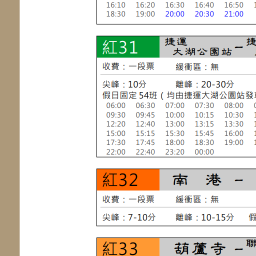 16:10 16:20 16:30 16:40 16:50
18:30 19:00 20:00 20:30 21:00
紅31 捷運大湖公園站－捷
收費：一段票 緩衝區：無
尖峰：10分 離峰：20-30分
假日固定 54班（均由捷運大湖公園站發
06:00 06:30 07:00 07:30 08:00
09:30 09:45 10:00 10:15 10:30
12:20 12:40 13:00 13:15 13:30
15:00 15:15 15:30 15:45 16:00
17:30 17:45 18:00 18:30 19:00
22:00 22:40 23:20 00:00
紅32 南 港 －
收費：一段票 緩衝區：無
尖峰：7-10分 離峰：10-15分 假
紅33 葫蘆寺－聯